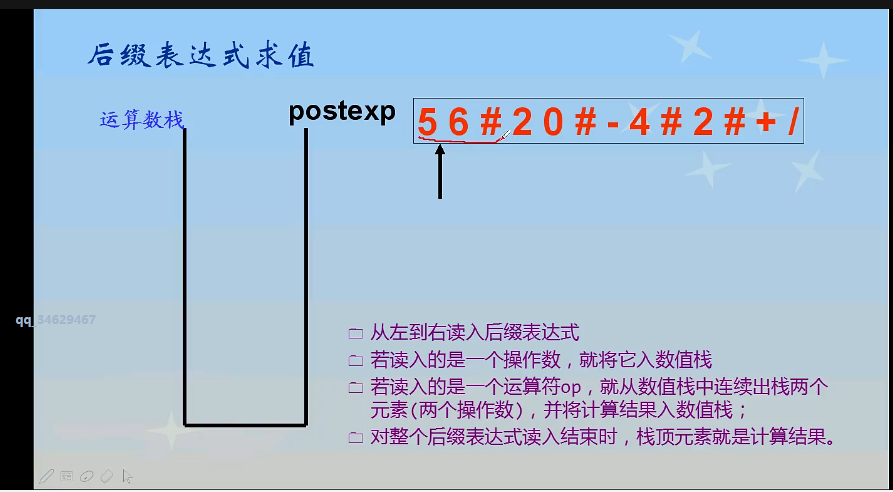 后缀表达式求值
运算数栈
postexp
5 6 # 2 0 # - 4 # 2 # + /
qq_34629467
从左到右读入后缀表达式
若读入的是一个操作数，就将它入数值栈
若读入的是一个运算符op，就从数值栈中连续出栈两个
元素(两个操作数)，并将计算结果入数值栈；
对整个后缀表达式读入结束时，栈顶元素就是计算结果。